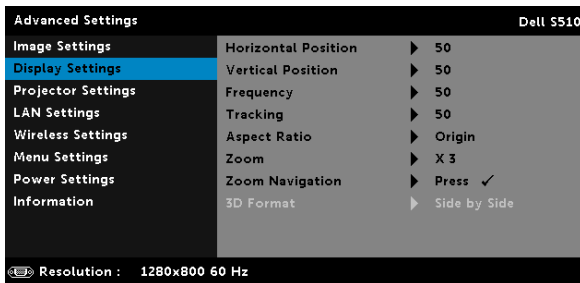 Advanced Settings Dell S510
Image Settings
Display Settings
Projector Settings
LAN Settings
Wireless Settings
Menu Settings
Power Settings
Information
Horizontal Position 50
Vertical Position 50
Frequency 50
Tracking 50
Aspect Ratio Origin
Zoom X 3
Zoom Navigation Press ✓
3D Format Side by Side
Resolution : 1280x800 60 Hz